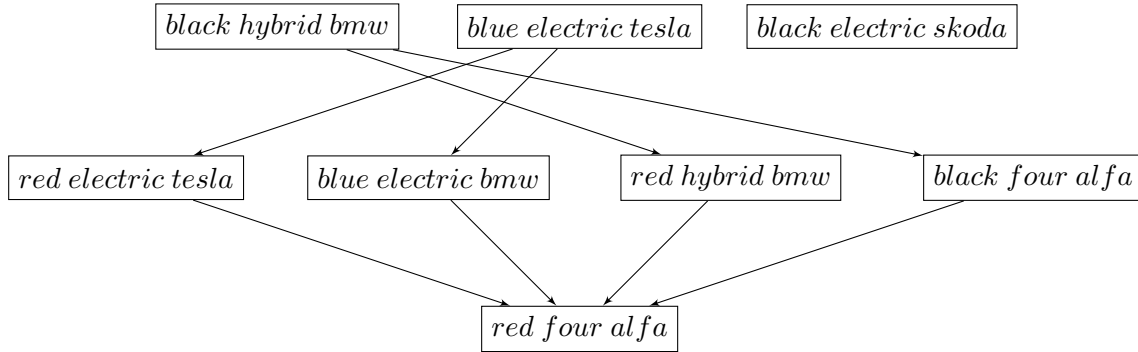 black hybrid bmw
blue electric tesla
black electric skoda
red electric tesla
blue electric bmw
red hybrid bmw
black four alfa
red four alfa